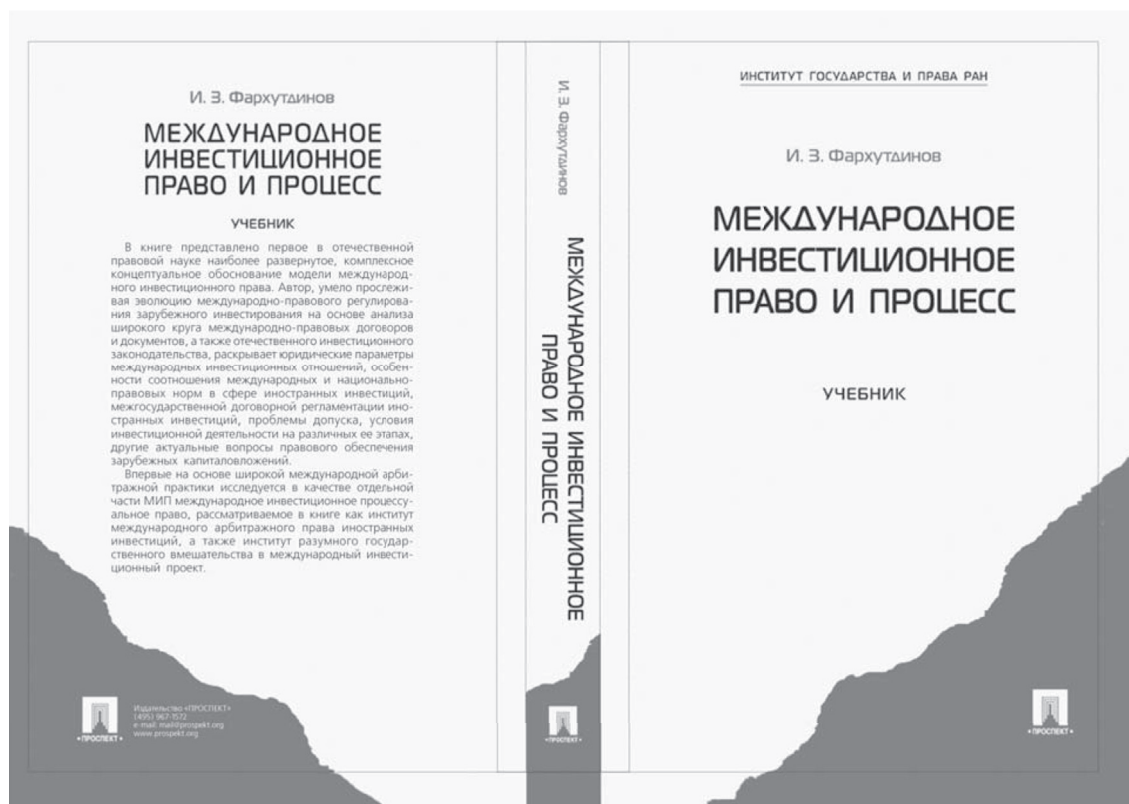 И. З. Фархутдинов
МЕЖДУНАРОДНОЕ
ИНВЕСТИЦИОННОЕ
ПРАВО И ПРОЦЕСС
УЧЕБНИК
В книге представлено первое в отечественной
правовой науке наиболее развернутое, комплексное
концептуальное обоснование модели международ-
ного инвестиционного права. Автор, умело прослежи-
вая эволюцию международно-правового регулирова-
ния зарубежного инвестирования на основе анализа
широкого круга международно-правовых договоров
и документов, а также отечественного инвестиционного
законодательства, раскрывает юридические параметры
международных инвестиционных отношений, особен-
ности соотношения международных и национально-
правовых норм в сфере иностранных инвестиций,
межгосударственной договорной регламентации ино-
странных инвестиций, проблемы допуска, условия
инвестиционной деятельности на различных ее этапах,
другие актуальные вопросы правового обеспечения
зарубежных капиталовложений.
Впервые на основе широкой международной арби-
тражной практики исследуется в качестве отдельной
части МИП международное инвестиционное процессу-
альное право, рассматриваемое в книге как институт
международного арбитражного права иностранных
инвестиций, а также институт разумного государ-
ственного вмешательства в международный инвести-
ционный проект.
• ПРОСПЕКТ •
Издательство «ПРОСПЕКТ»
(495) 967-1572
e-mail: mail@prospekt.org
www.prospekt.org
И. З. Фархутдинов
МЕЖДУНАРОДНОЕ ИНВЕСТИЦИОННОЕ
ПРАВО И ПРОЦЕСС
• ПРОСПЕКТ •
ИНСТИТУТ ГОСУДАРСТВА И ПРАВА РАН
И. З. Фархутдинов
МЕЖДУНАРОДНОЕ
ИНВЕСТИЦИОННОЕ
ПРАВО И ПРОЦЕСС
УЧЕБНИК
• ПРОСПЕКТ •